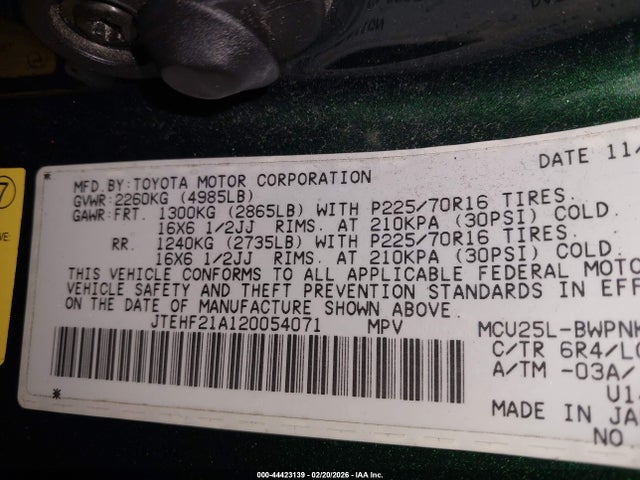 DATE 11/
MFD.BY:TOYOTA MOTOR CORPORATION
GVWR:2260KG (4985LB)
GAWR:FRT. 1300KG (2865LB) WITH P225/70R16 TIRES.
16X6 1/2JJ RIMS. AT 210KPA (30PSI) COLD.
RR. 1240KG (2735LB) WITH P225/70R16 TIRES.
16X6 1/2JJ RIMS. AT 210KPA (30PSI) COLD.
THIS VEHICLE CONFORMS TO ALL APPLICABLE FEDERAL MOTO
VEHICLE SAFETY AND THEFT PREVENTION STANDARDS IN EFF
ON THE DATE OF MANUFACTURE SHOWN ABOVE.
JTEHF21A120054071 MPV MCU25L-BWPNK
C/TR 6R4/LC
A/TM -03A/
U1
MADE IN JA
NO.
000-44423139 - 02/20/2026 - IAA Inc.